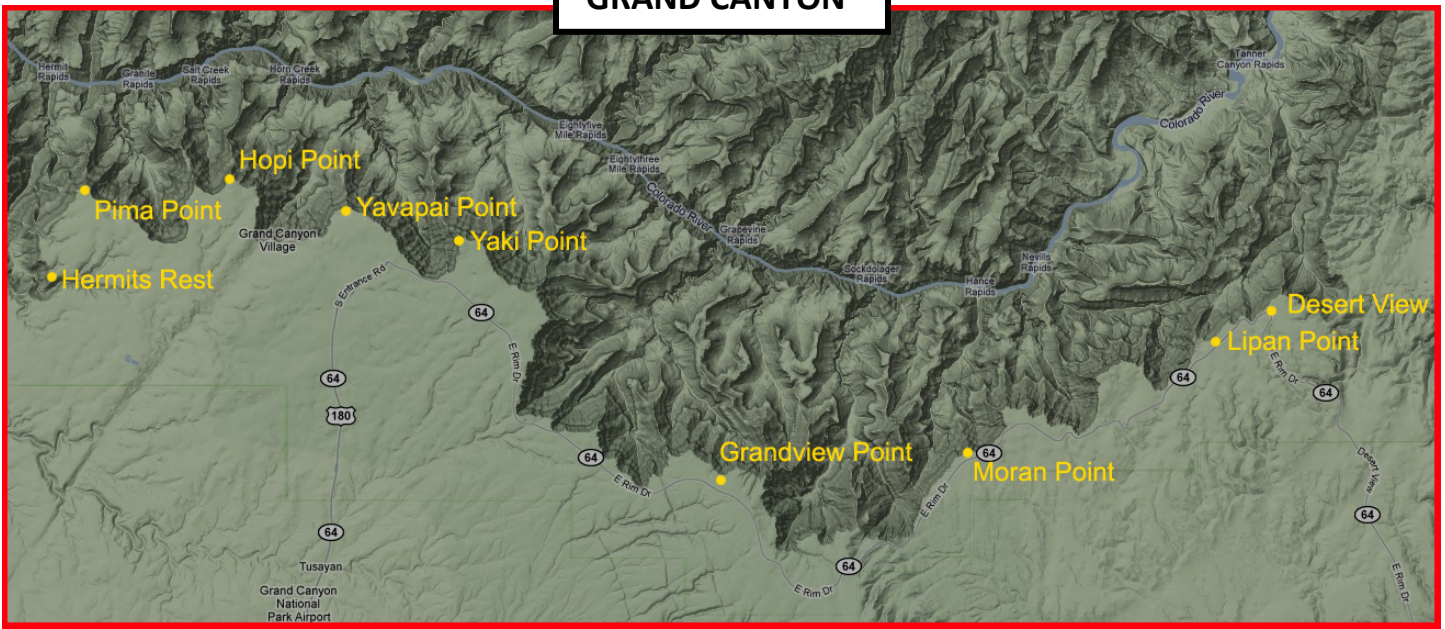 GRAND CANYON
Hermit
Rapids
Granite
Rapids
Salt Creek
Rapids
Horn Creek
Rapids
Tanner
Canyon Rapids
Colorado River
Eightyfive
Mile Rapids
Eightythree
Mile Rapids
Colorado River
Hopi Point
Pima Point
Yavapai Point
Grand Canyon
Village
Yaki Point
Grapevine
Rapids
Hermits Rest
S Entrance Rd
Sockdolager
Rapids
Hance
Rapids
Nevills
Rapids
64
E Rim Dr
Desert View
Lipan Point
64
180
64
E Rim Dr
64
64
E Rim Dr
Grandview Point
64
Moran Point
E Rim Dr
Desert View
64
64
Tusayan
Grand Canyon
National
Park Airport
64
E Rim Dr
E Rim Dr